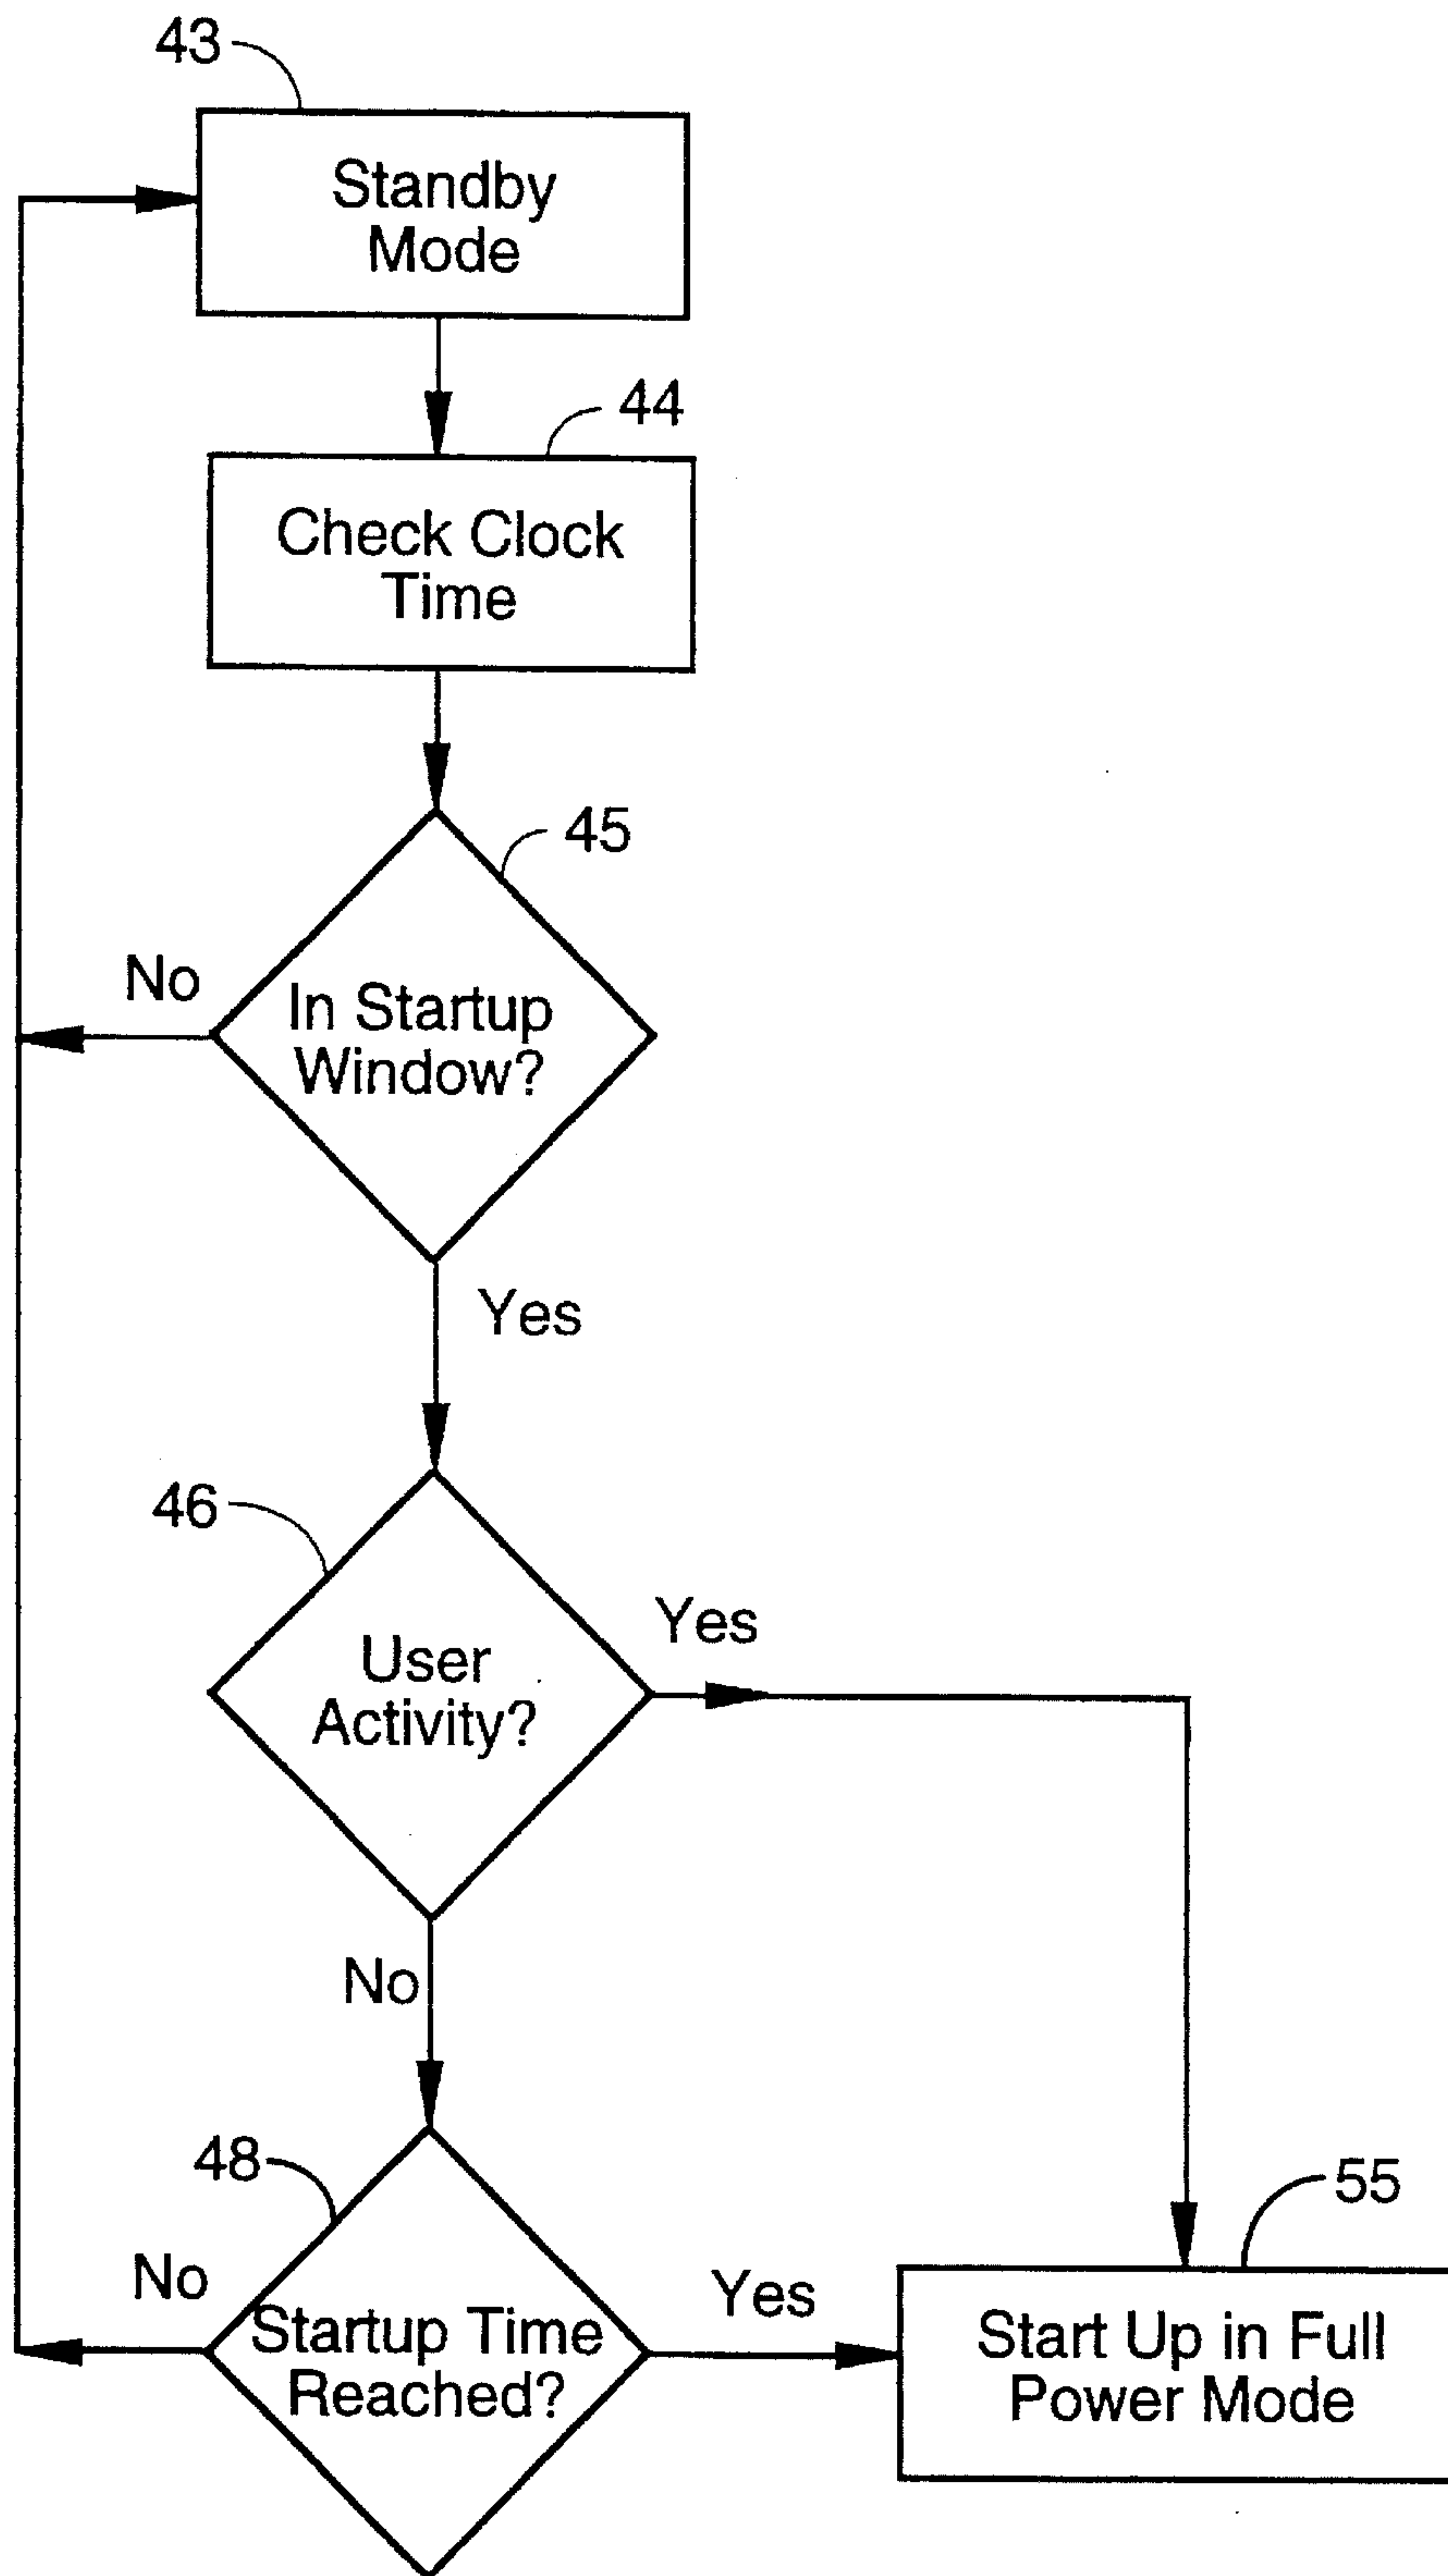 43
Standby
Mode
44
Check Clock
Time
45
No
In Startup
Window?
Yes
46
User
Activity?
Yes
No
48
No
Startup Time
Reached?
Yes
55
Start Up in Full
Power Mode